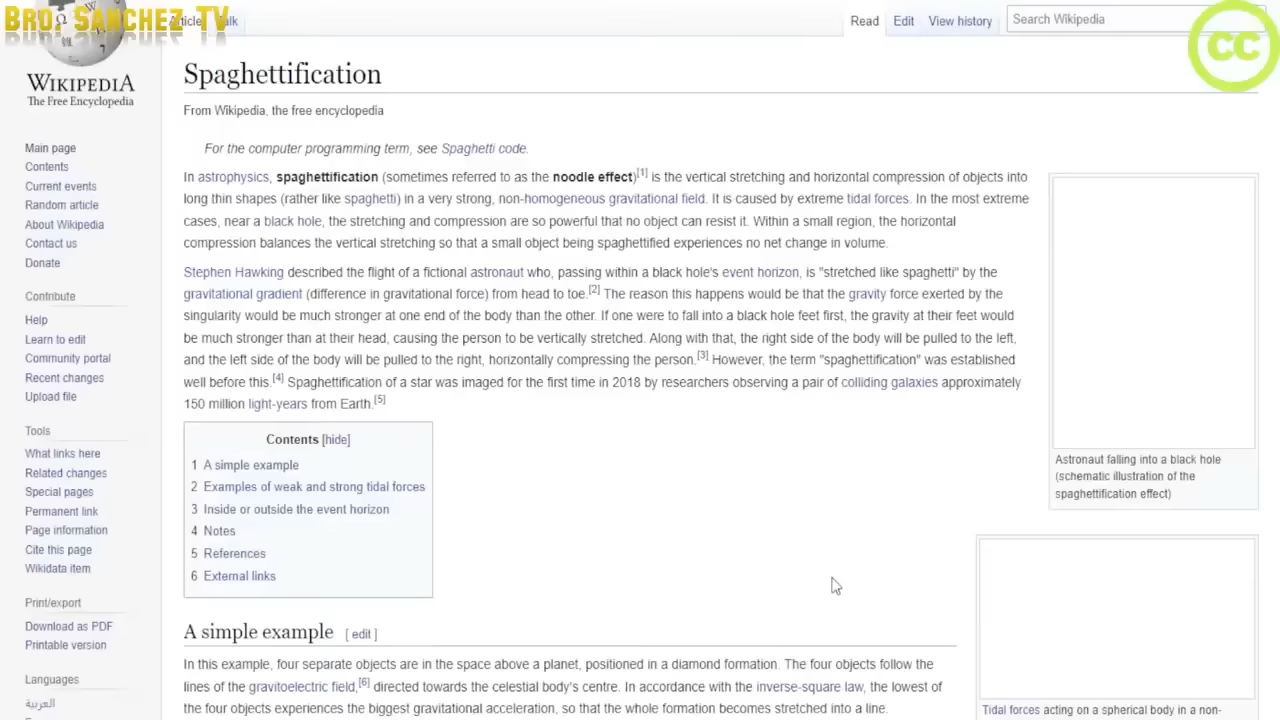 Bro. Sanchez TV
Article
Talk
Read
Edit
View history
Search Wikipedia
CC
WIKIPEDIA
The Free Encyclopedia
Main page
Contents
Current events
Random article
About Wikipedia
Contact us
Donate
Contribute
Help
Learn to edit
Community portal
Recent changes
Upload file
Tools
What links here
Related changes
Special pages
Permanent link
Page information
Cite this page
Wikidata item
Print/export
Download as PDF
Printable version
Languages
العربية
Spaghettification
From Wikipedia, the free encyclopedia
For the computer programming term, see Spaghetti code.
In astrophysics, spaghettification (sometimes referred to as the noodle effect)[1] is the vertical stretching and horizontal compression of objects into
long thin shapes (rather like spaghetti) in a very strong, non-homogeneous gravitational field. It is caused by extreme tidal forces. In the most extreme
cases, near a black hole, the stretching and compression are so powerful that no object can resist it. Within a small region, the horizontal
compression balances the vertical stretching so that a small object being spaghettified experiences no net change in volume.
Stephen Hawking described the flight of a fictional astronaut who, passing within a black hole's event horizon, is "stretched like spaghetti" by the
gravitational gradient (difference in gravitational force) from head to toe.[2] The reason this happens would be that the gravity force exerted by the
singularity would be much stronger at one end of the body than the other. If one were to fall into a black hole feet first, the gravity at their feet would
be much stronger than at their head, causing the person to be vertically stretched. Along with that, the right side of the body will be pulled to the left,
and the left side of the body will be pulled to the right, horizontally compressing the person.[3] However, the term "spaghettification" was established
well before this.[4] Spaghettification of a star was imaged for the first time in 2018 by researchers observing a pair of colliding galaxies approximately
150 million light-years from Earth.[5]
Contents [hide]
1 A simple example
2 Examples of weak and strong tidal forces
3 Inside or outside the event horizon
4 Notes
5 References
6 External links
A simple example [ edit ]
In this example, four separate objects are in the space above a planet, positioned in a diamond formation. The four objects follow the
lines of the gravitoelectric field,[6] directed towards the celestial body's centre. In accordance with the inverse-square law, the lowest of
the four objects experiences the biggest gravitational acceleration, so that the whole formation becomes stretched into a line.
Astronaut falling into a black hole
(schematic illustration of the
spaghettification effect)
Tidal forces acting on a spherical body in a non-